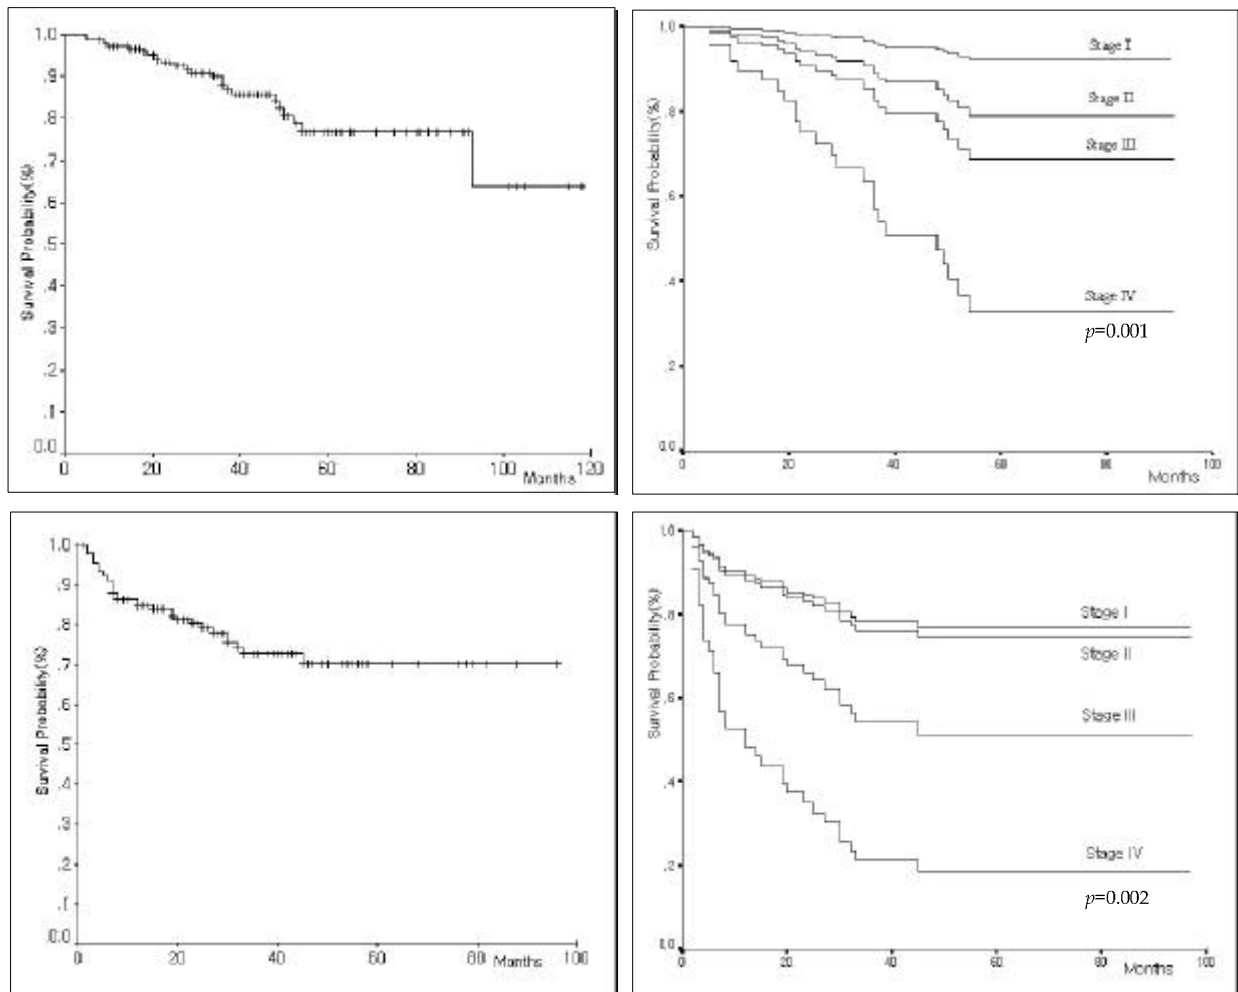 1.0
.9
.8
.7
.6
.5
.4
.3
.2
.1
0.0
Survival Probability(%)
0 20 40 60 80 100 120
Months
1.0
.8
.6
.4
.2
0.0
Survival Probability(%)
Stage I
Stage II
Stage III
Stage IV
p=0.001
0 20 40 60 80 100
Months
1.0
.9
.8
.7
.6
.5
.4
.3
.2
.1
0.0
Survival Probability(%)
0 20 40 60 80 100
Months
1.0
.8
.6
.4
.2
0.0
Survival Probability(%)
Stage I
Stage II
Stage III
Stage IV
p=0.002
0 20 40 60 80 100
Months